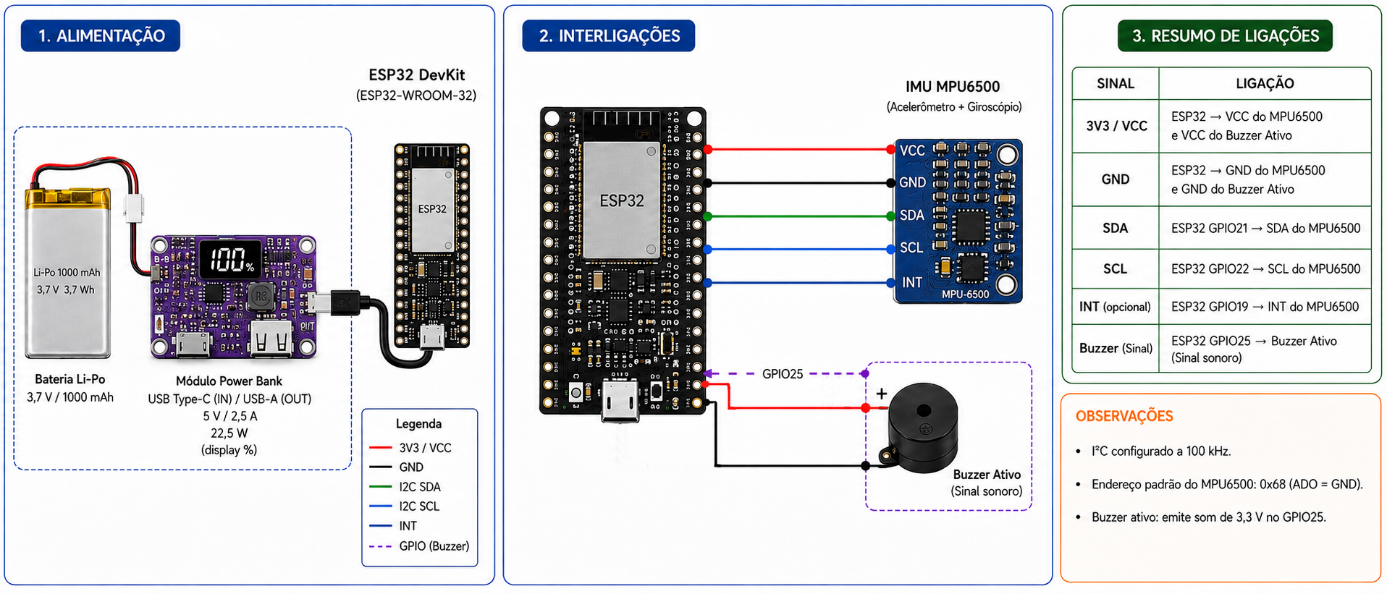 1. ALIMENTAÇÃO
ESP32 DevKit
(ESP32-WROOM-32)
ESP32
Li-Po 1000 mAh
3,7 V 3,7 Wh
100%
Bateria Li-Po
3,7 V / 1000 mAh
Módulo Power Bank
USB Type-C (IN) / USB-A (OUT)
5 V / 2,5 A
22,5 W
(display %)
Legenda
3V3 / VCC
GND
I2C SDA
I2C SCL
INT
GPIO (Buzzer)
2. INTERLIGAÇÕES
IMU MPU6500
(Acelerômetro + Giroscópio)
ESP32
VCC
GND
SDA
SCL
INT
MPU-6500
GPIO25
+
Buzzer Ativo
(Sinal sonoro)
3. RESUMO DE LIGAÇÕES
SINAL LIGAÇÃO
3V3 / VCC ESP32 → VCC do MPU6500
e VCC do Buzzer Ativo
GND ESP32 → GND do MPU6500
e GND do Buzzer Ativo
SDA ESP32 GPIO21 → SDA do MPU6500
SCL ESP32 GPIO22 → SCL do MPU6500
INT (opcional) ESP32 GPIO19 → INT do MPU6500
Buzzer (Sinal) ESP32 GPIO25 → Buzzer Ativo
(Sinal sonoro)
OBSERVAÇÕES
• I²C configurado a 100 kHz.
• Endereço padrão do MPU6500: 0x68 (ADO = GND).
• Buzzer ativo: emite som de 3,3 V no GPIO25.